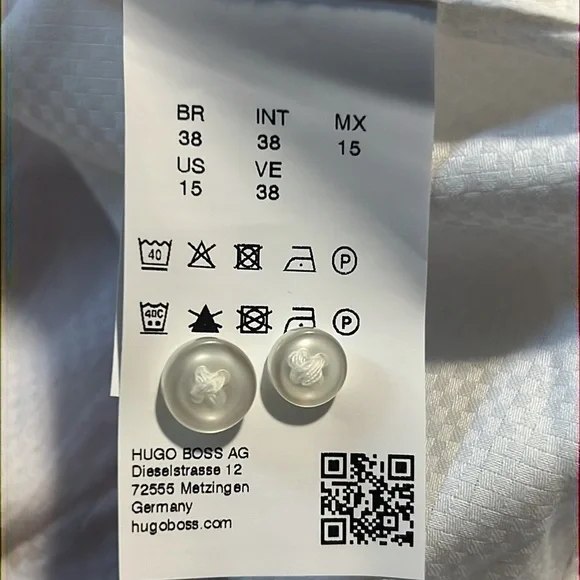 BR INT MX
38 38 15
US VE
15 38
40 P
40C P
HUGO BOSS AG
Dieselstrasse 12
72555 Metzingen
Germany
hugoboss.com